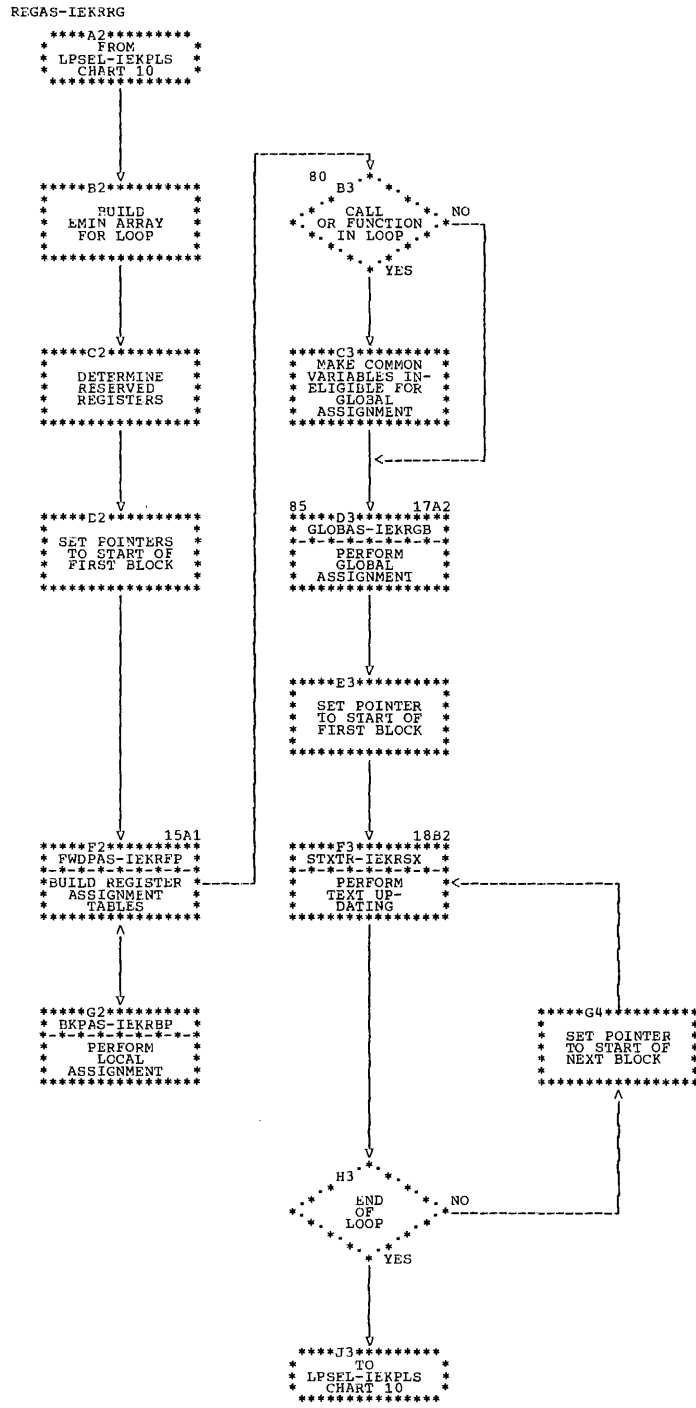 REGAS-IEKRRG
A2
FROM
LPSEL-IEKPLS
CHART 10
B2
BUILD
EMIN ARRAY
FOR LOOP
C2
DETERMINE
RESERVED
REGISTERS
D2
SET POINTERS
TO START OF
FIRST BLOCK
F2 15A1
FWDPAS-IEKRFP
BUILD REGISTER
ASSIGNMENT
TABLES
G2
BKPAS-IEKRBP
PERFORM
LOCAL
ASSIGNMENT
80
B3
CALL
OR FUNCTION
IN LOOP
NO
YES
C3
MAKE COMMON
VARIABLES IN-
ELIGIBLE FOR
GLOBAL
ASSIGNMENT
85 D3 17A2
GLOBAS-IEKRGB
PERFORM
GLOBAL
ASSIGNMENT
E3
SET POINTER
TO START OF
FIRST BLOCK
F3 18B2
STXTR-IEKRSX
PERFORM
TEXT UP-
DATING
G4
SET POINTER
TO START OF
NEXT BLOCK
H3
END
OF
LOOP
NO
YES
J3
TO
LPSEL-IEKPLS
CHART 10